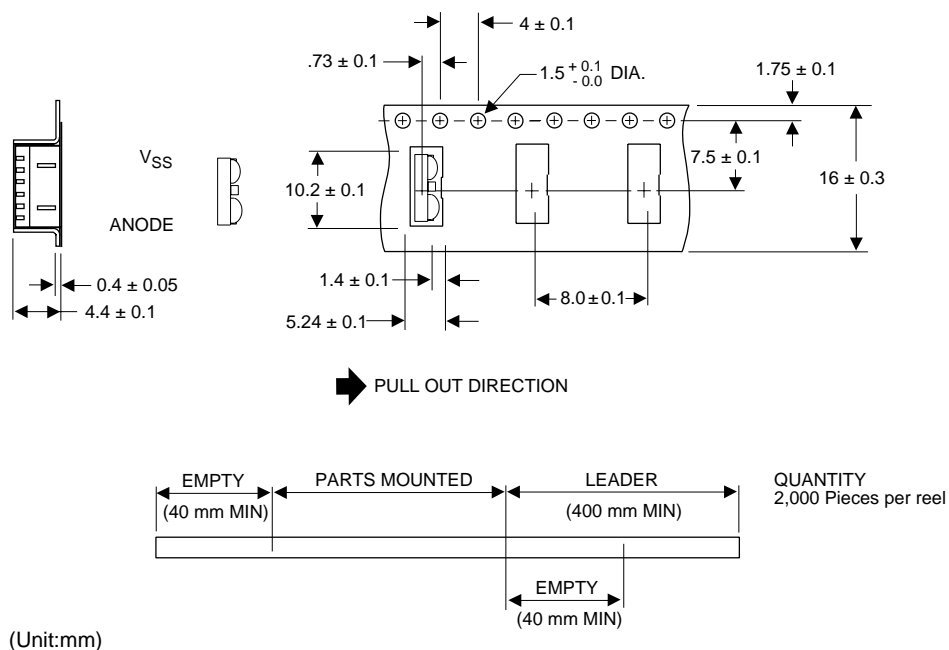 4 ± 0.1
.73 ± 0.1
1.5 + 0.1 - 0.0 DIA.
1.75 ± 0.1
VSS
10.2 ± 0.1
7.5 ± 0.1
16 ± 0.3
ANODE
0.4 ± 0.05
1.4 ± 0.1
8.0 ± 0.1
4.4 ± 0.1
5.24 ± 0.1
PULL OUT DIRECTION
EMPTY
PARTS MOUNTED
LEADER
QUANTITY
(40 mm MIN)
(400 mm MIN)
2,000 Pieces per reel
EMPTY
(40 mm MIN)
(Unit:mm)